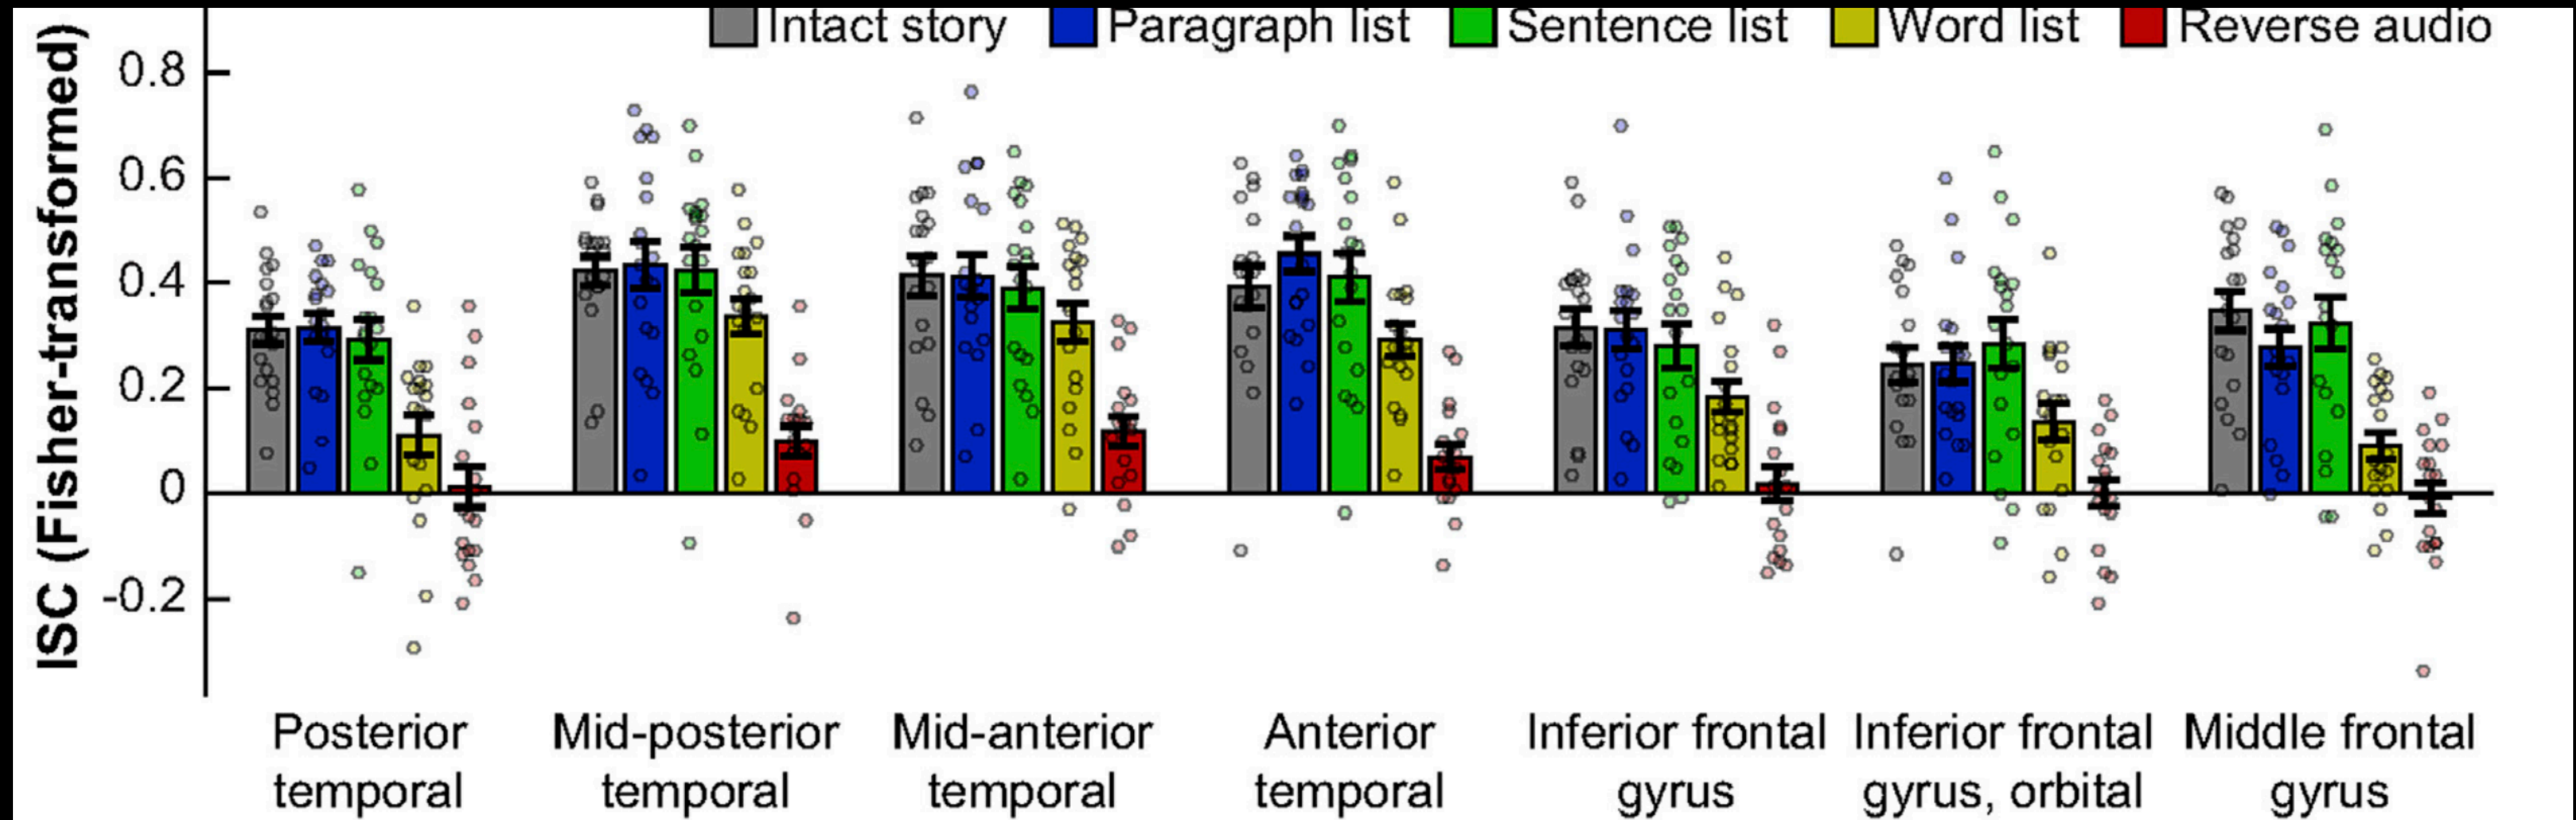 Intact story Paragraph list Sentence list Word list Reverse audio
ISC (Fisher-transformed)
0.8
0.6
0.4
0.2
0
-0.2
Posterior temporal
Mid-posterior temporal
Mid-anterior temporal
Anterior temporal
Inferior frontal gyrus
Inferior frontal gyrus, orbital
Middle frontal gyrus